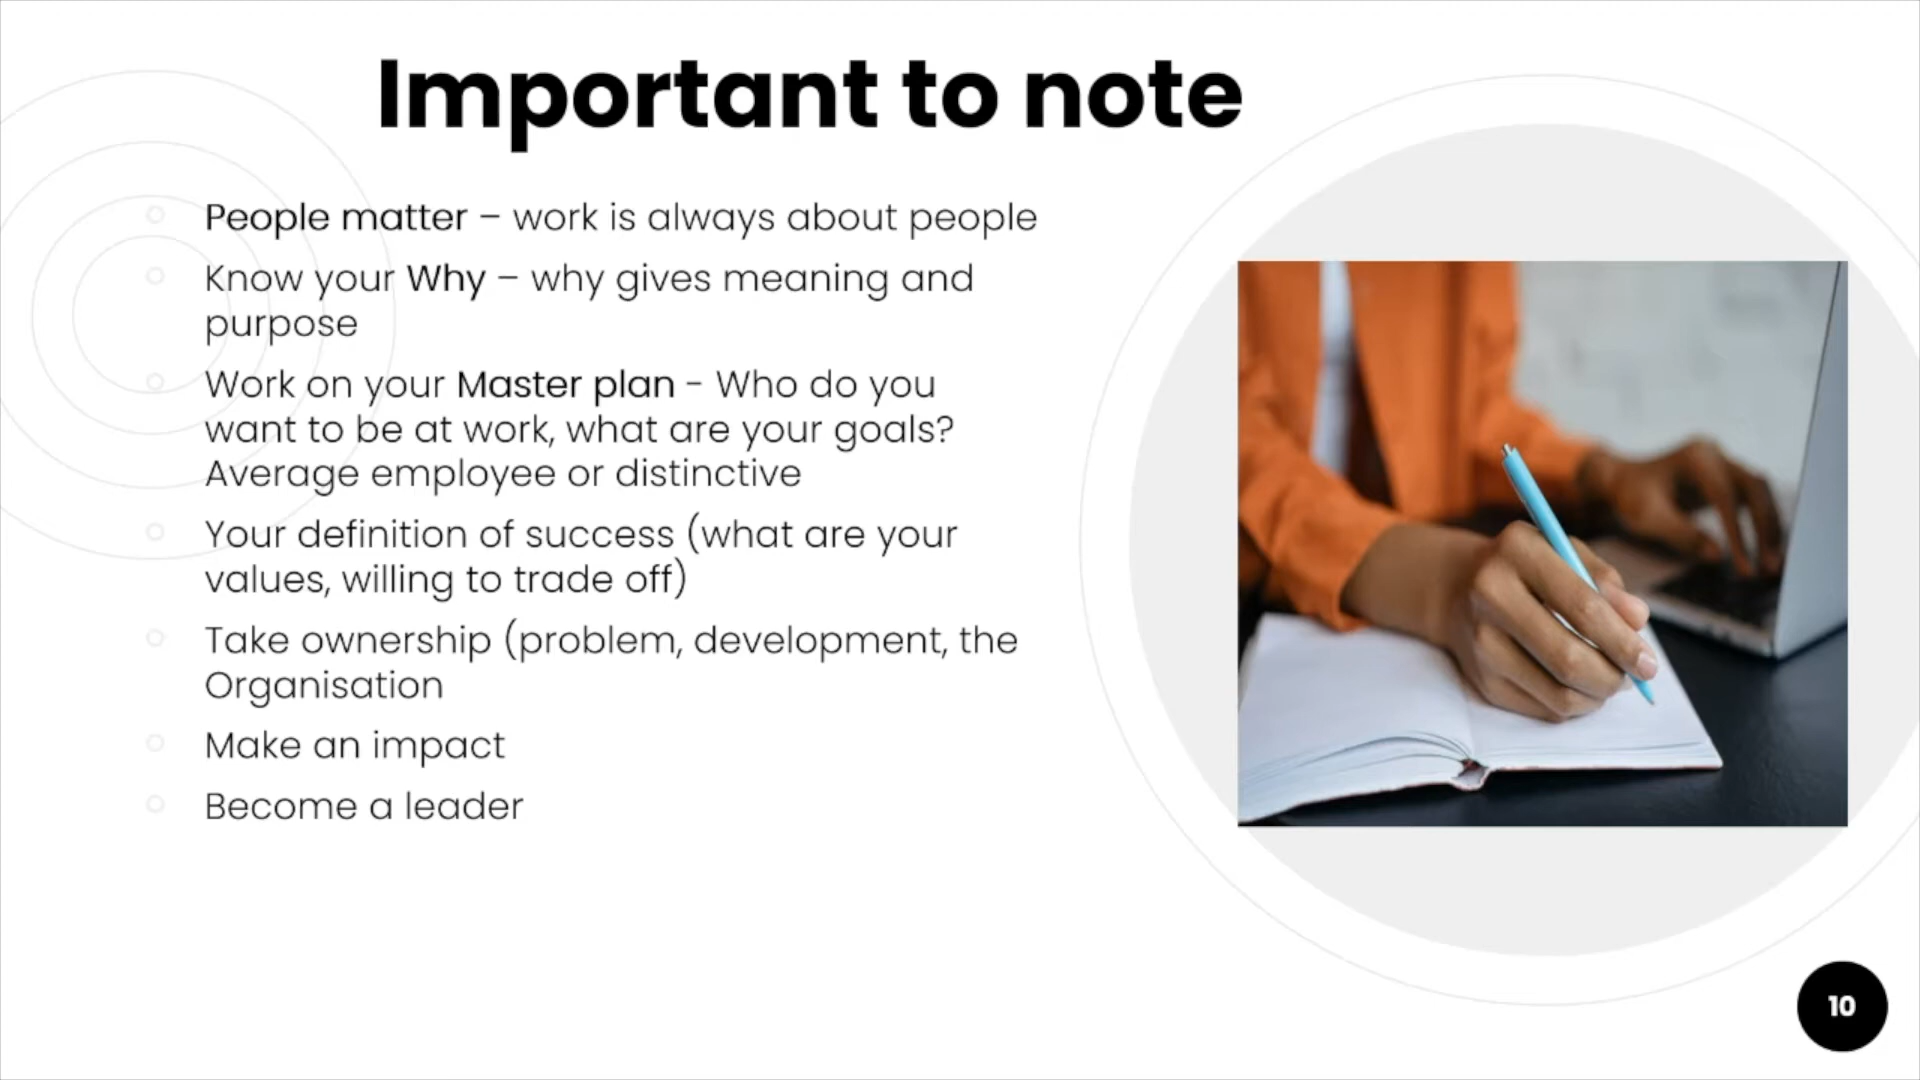 Important to note
People matter – work is always about people
Know your Why – why gives meaning and
purpose
Work on your Master plan - Who do you
want to be at work, what are your goals?
Average employee or distinctive
Your definition of success (what are your
values, willing to trade off)
Take ownership (problem, development, the
Organisation
Make an impact
Become a leader
10